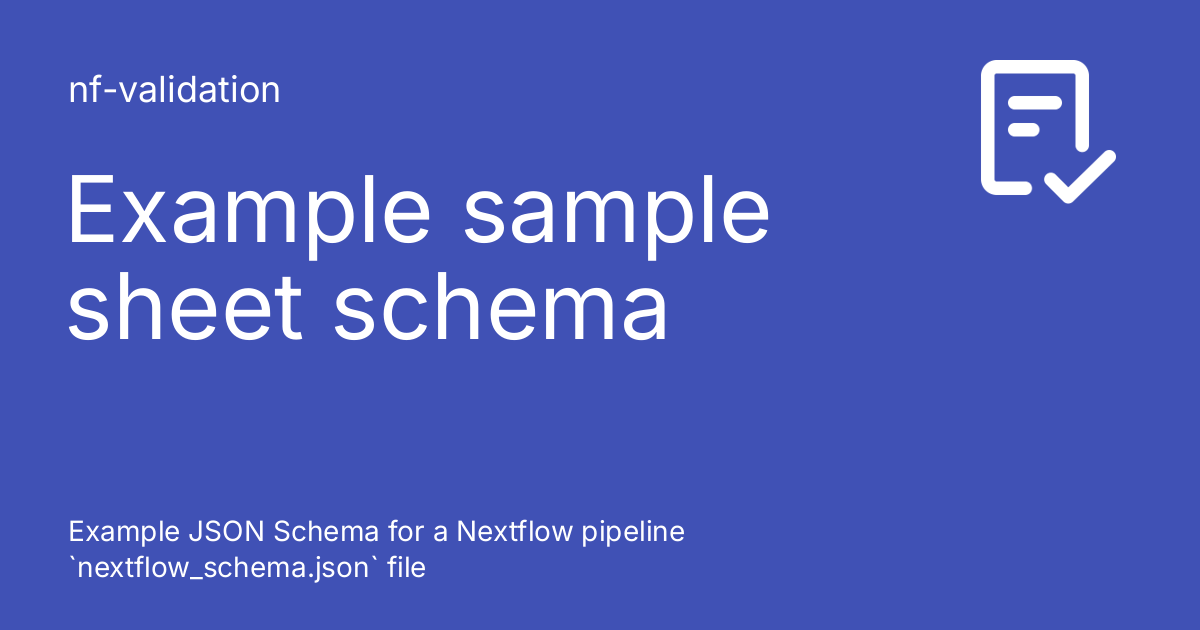 nf-validation
Example sample
sheet schema
Example JSON Schema for a Nextflow pipeline
`nextflow_schema.json` file